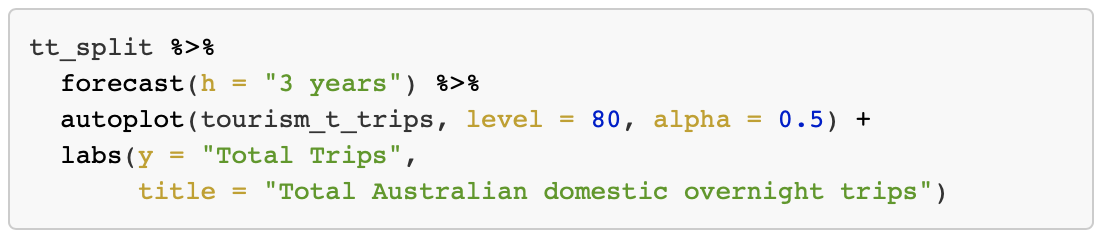 tt_split %>%
  forecast(h = "3 years") %>%
  autoplot(tourism_t_trips, level = 80, alpha = 0.5) +
  labs(y = "Total Trips",
       title = "Total Australian domestic overnight trips")